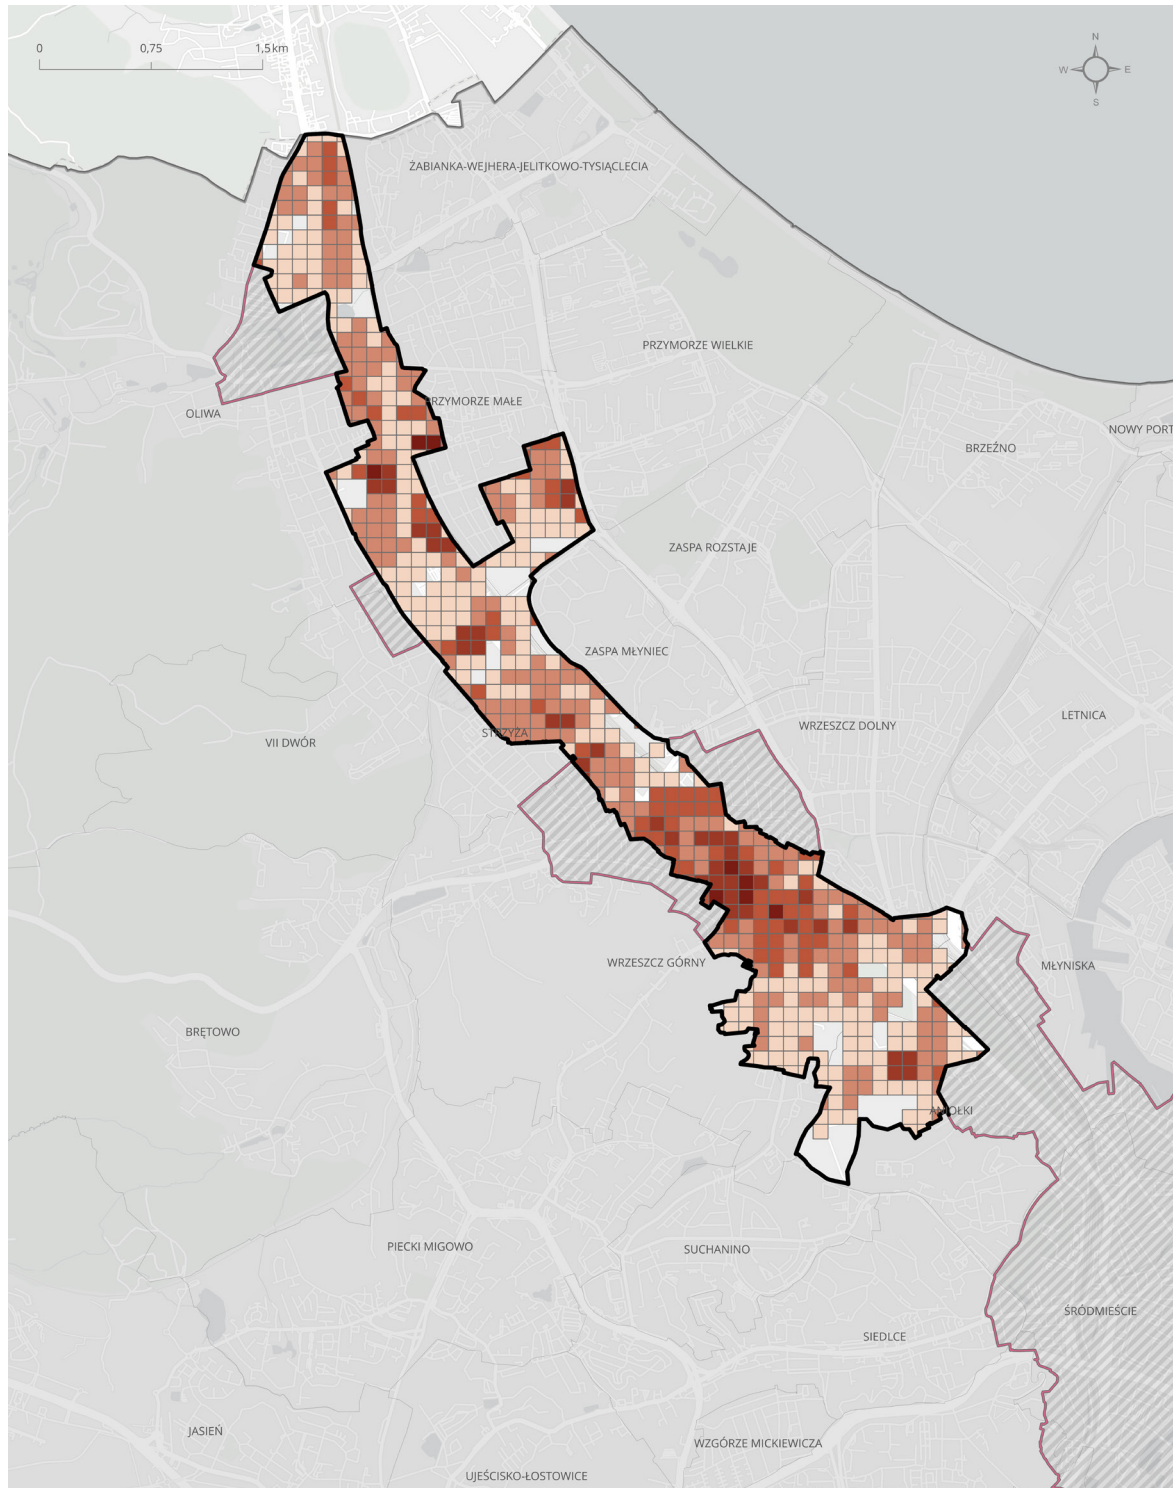 N
0 0,75 1,5 km
W E
S
ŻABIANKA-WEJHERA-JELITKOWO-TYSIĄCLECIA
PRZYMORZE WIELKIE
PRZYMORZE MAŁE
OLIWA
NOWY PORT
BRZEŹNO
ZASPA ROZSTAJE
ZASPA MŁYNIEC
LETNICA
WRZESZCZ DOLNY
STRZYŻA
VII DWÓR
WRZESZCZ GÓRNY
MŁYNISKA
BRĘTOWO
ANIOŁKI
PIECKI MIGOWO
SUCHANINO
ŚRÓDMIEŚCIE
SIEDLCE
JASIEŃ
WZGÓRZE MICKIEWICZA
UJEŚCISKO-ŁOSTOWICE